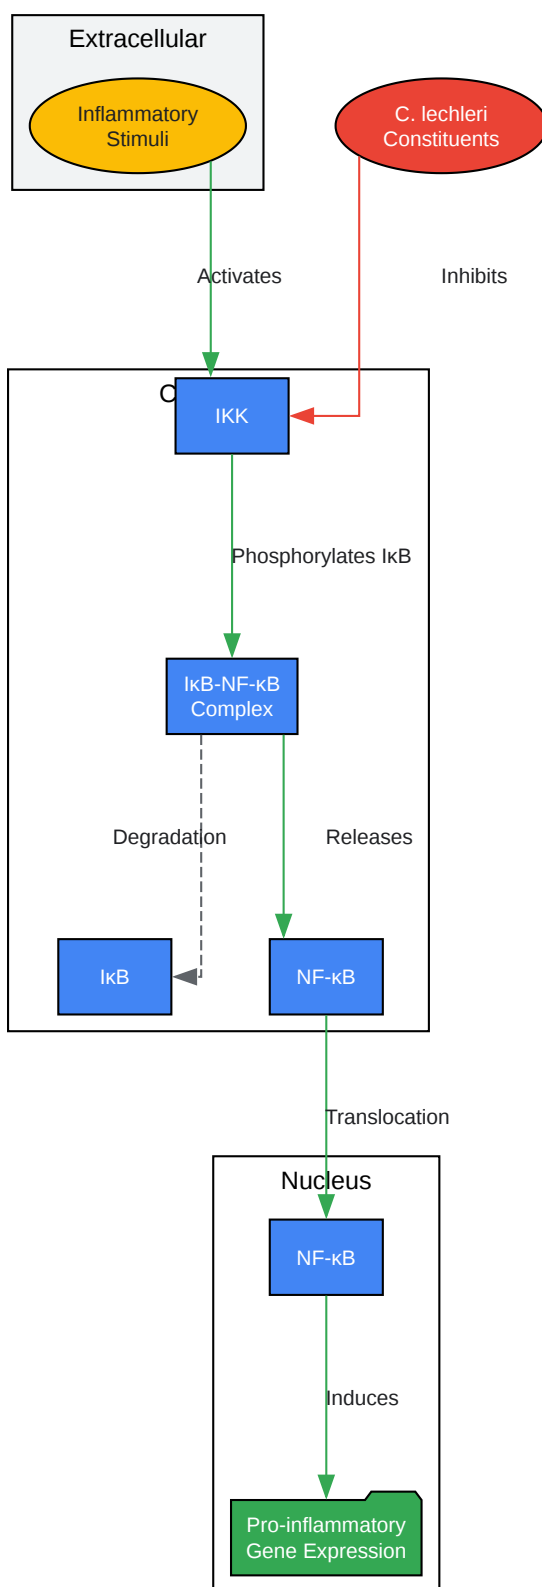 Extracellular
Inflammatory
Stimuli
C. lechleri
Constituents
Activates
Inhibits
IKK
Phosphorylates IκB
IκB-NF-κB
Complex
Degradation
Releases
IκB
NF-κB
Translocation
Nucleus
NF-κB
Induces
Pro-inflammatory
Gene Expression